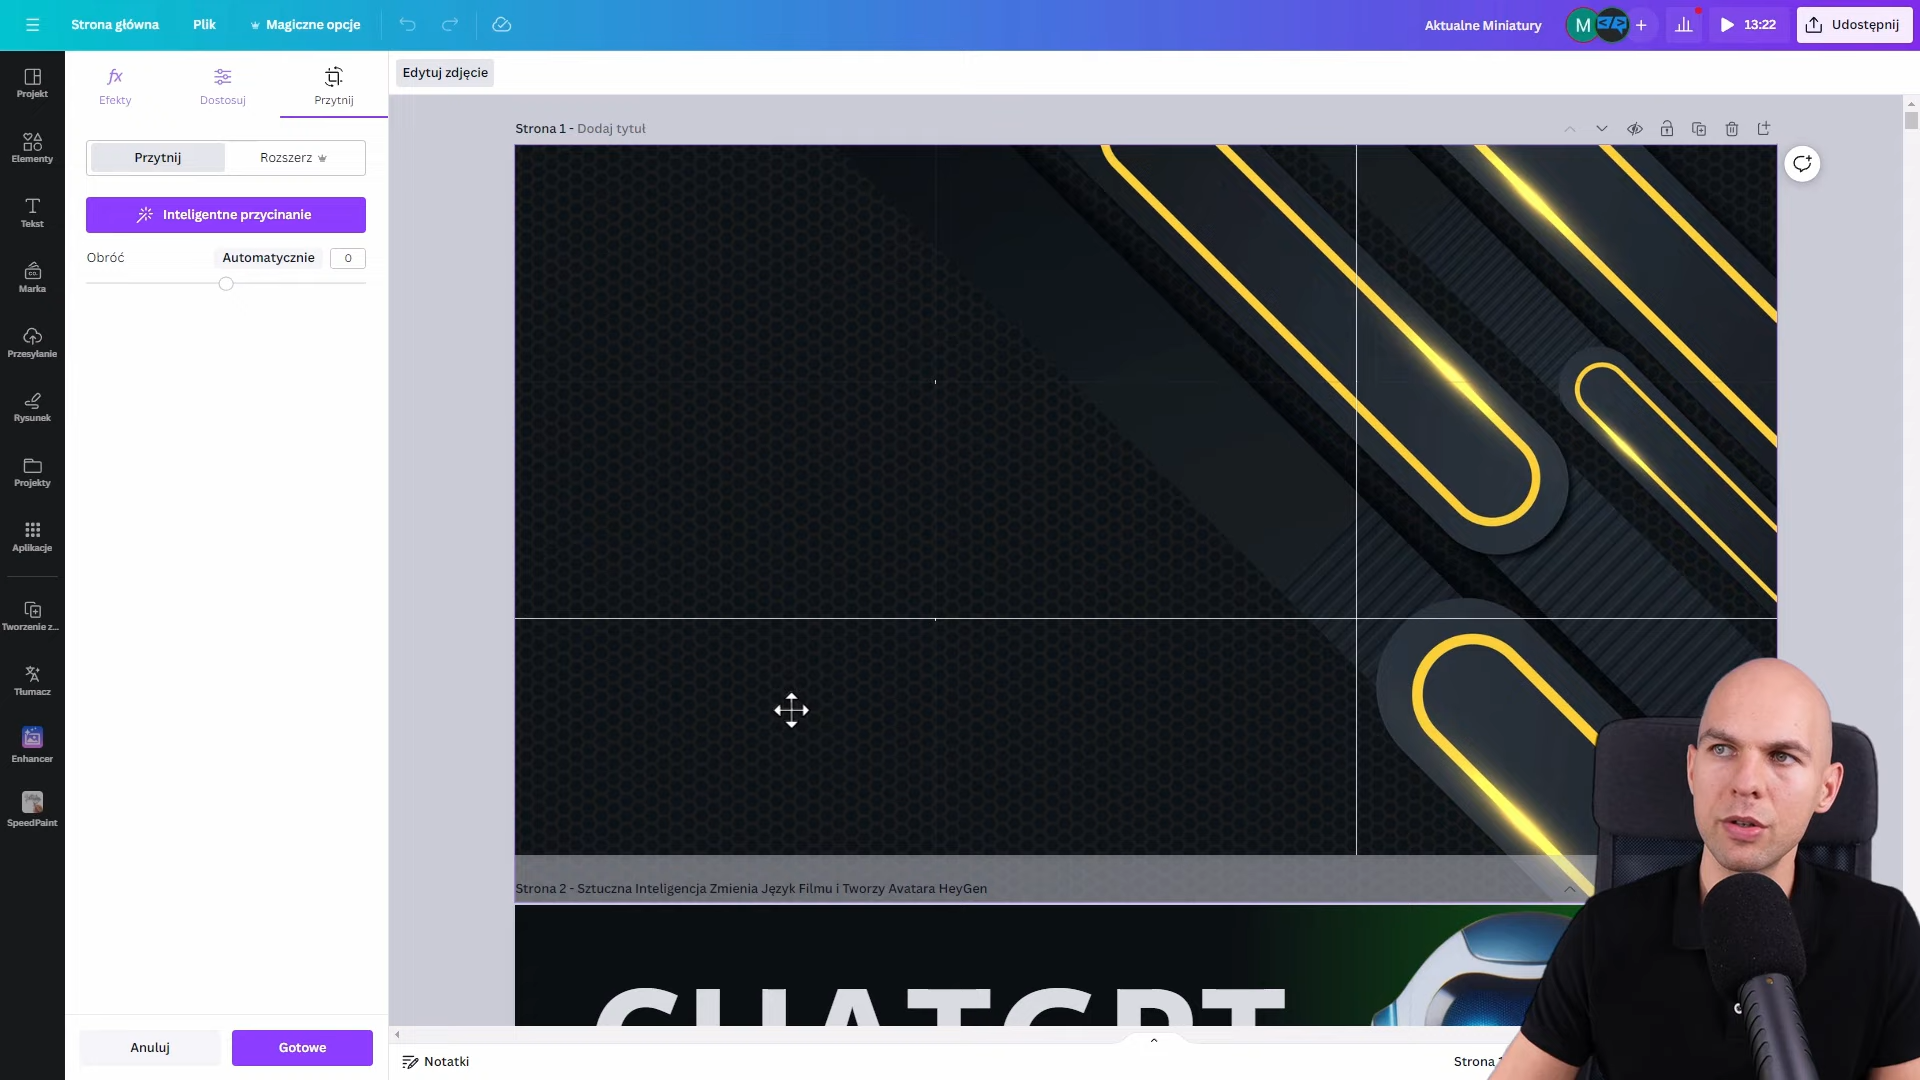 Strona główna
Plik
Magiczne opcje
Aktualne Miniatury
M
13:22
Udostępnij
Projekt
Elementy
Tekst
Marka
Przesyłanie
Rysunek
Projekty
Aplikacje
Tworzenie z...
Tłumacz
Enhancer
SpeedPaint
fx
Efekty
Dostosuj
Przytnij
Przytnij
Rozszerz
Inteligentne przycinanie
Obróć
Automatycznie
0
Anuluj
Gotowe
Edytuj zdjęcie
Strona 1 - Dodaj tytuł
Strona 2 - Sztuczna Inteligencja Zmienia Język Filmu i Tworzy Avatara HeyGen
CHATGPT
Notatki
Strona